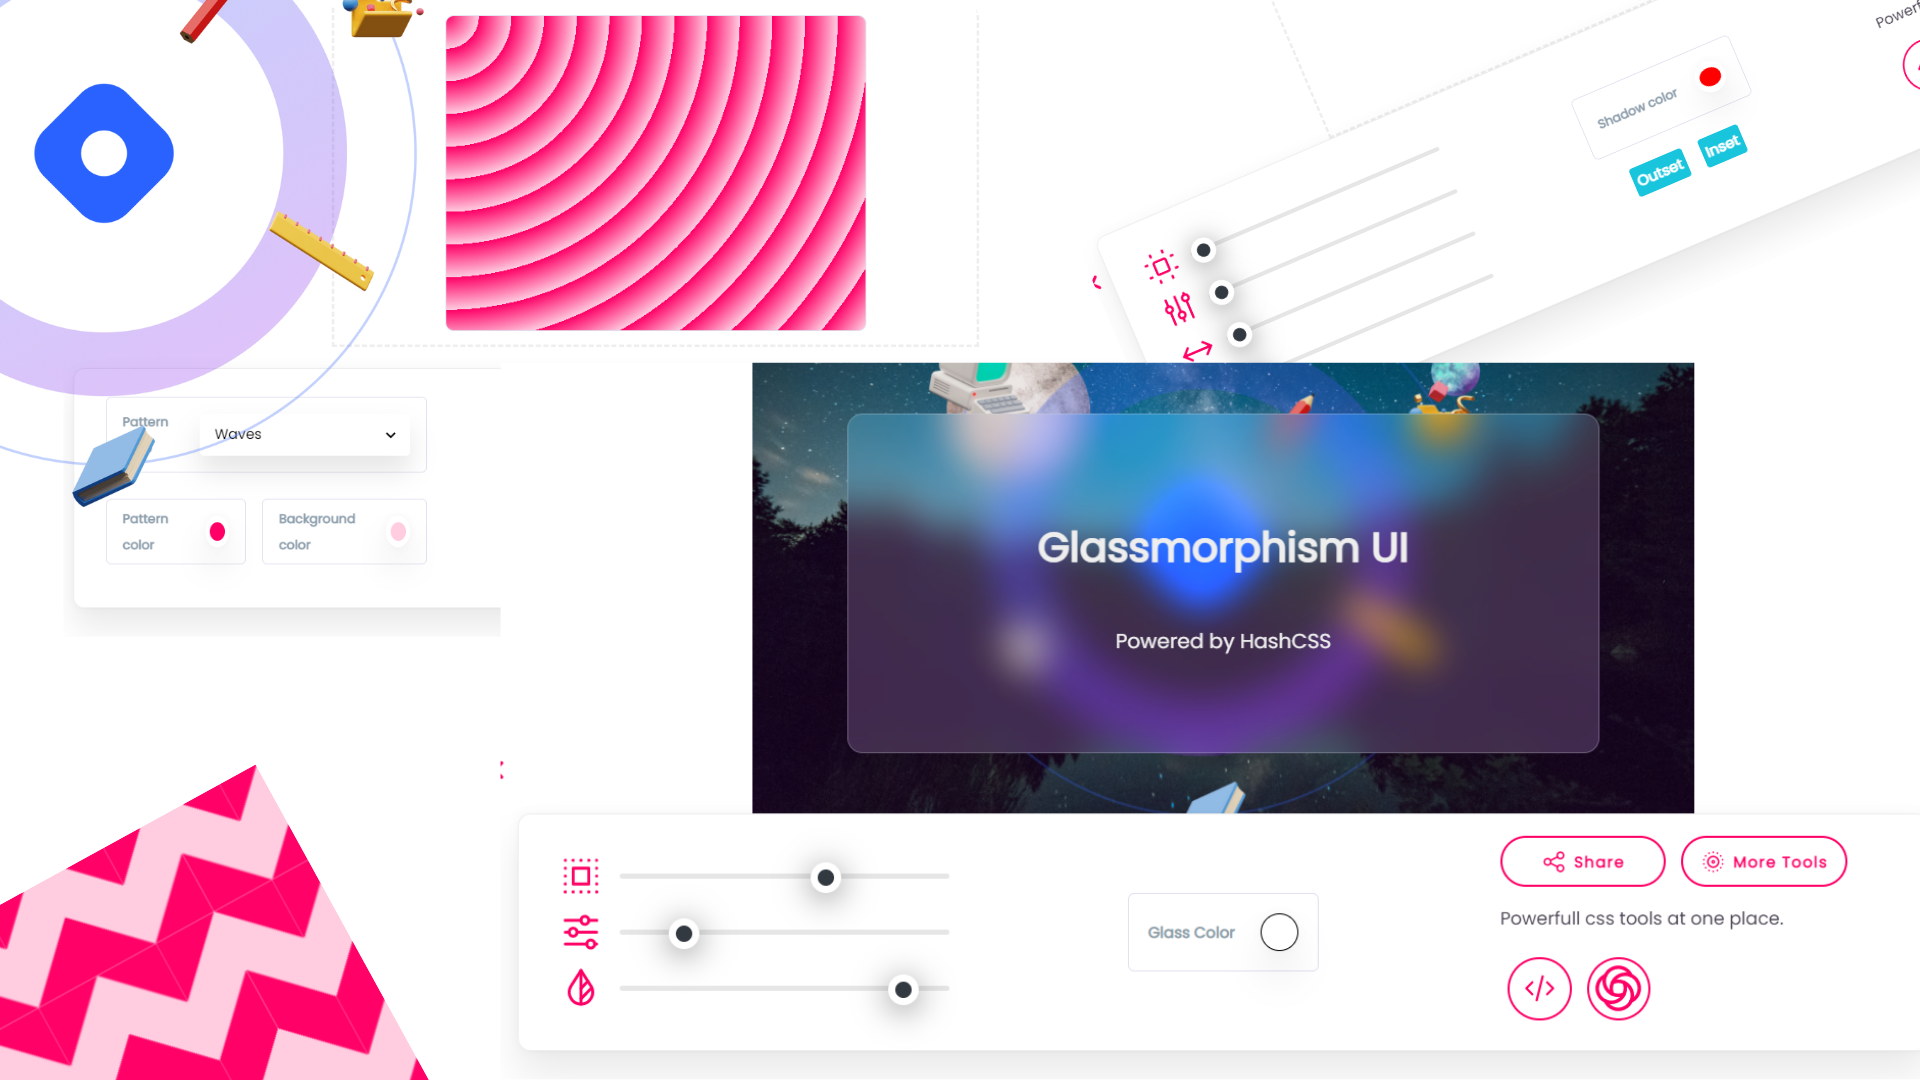 Powerf
Shadow color
Outset
Inset
Pattern
Waves
Pattern
color
Background
color
Glassmorphism UI
Powered by HashCSS
Share
More Tools
Glass Color
Powerfull css tools at one place.